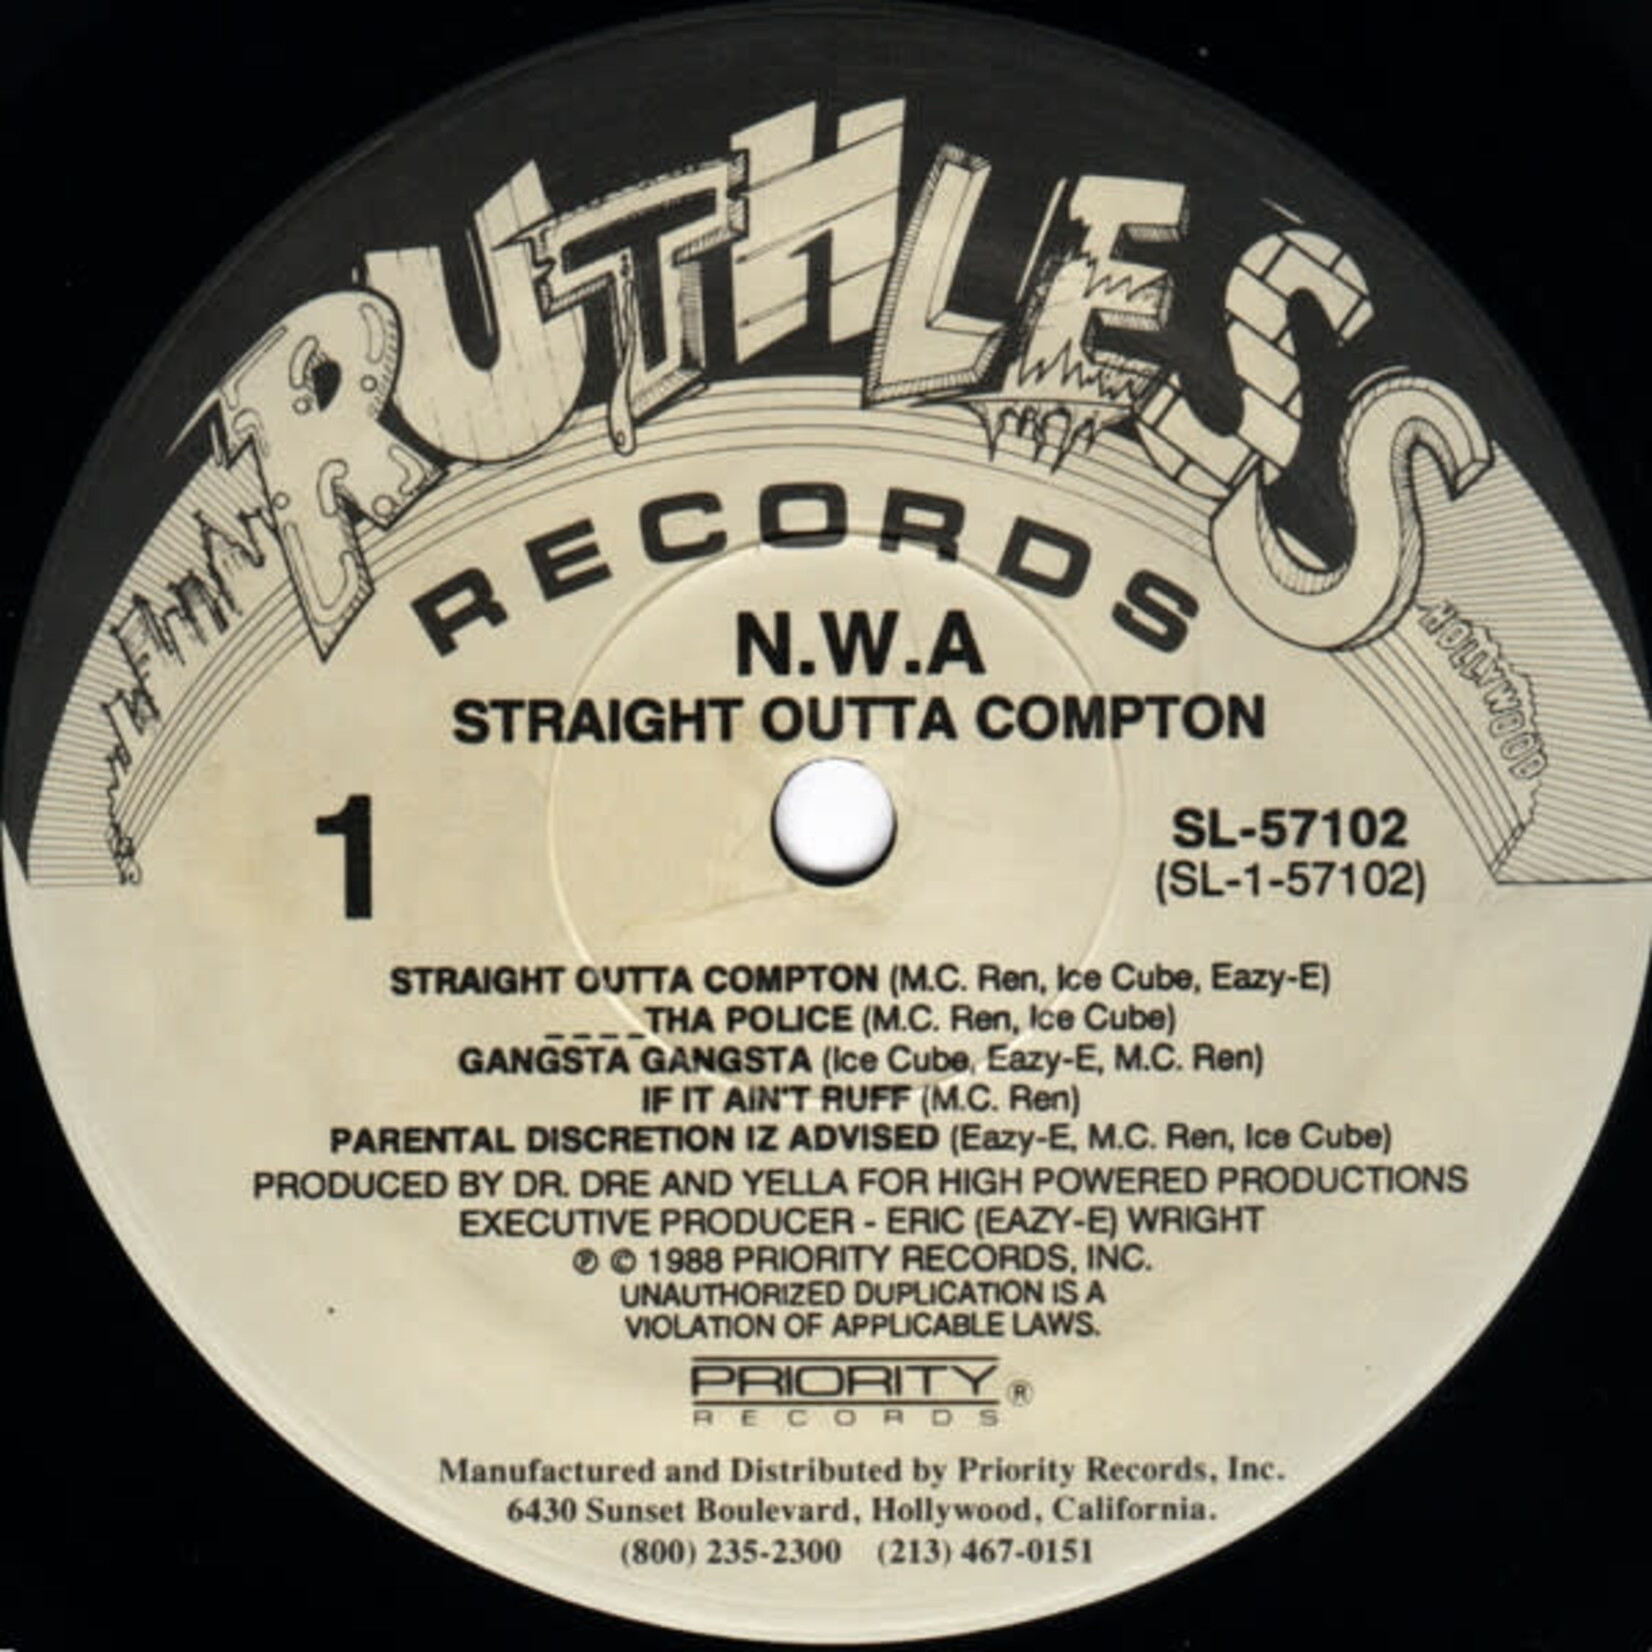 RUTHLESS
RECORDS
HOLLYWOOD
N.W.A
STRAIGHT OUTTA COMPTON
1
SL-57102
(SL-1-57102)
STRAIGHT OUTTA COMPTON (M.C. Ren, Ice Cube, Eazy-E)
_ _ _ _THA POLICE (M.C. Ren, Ice Cube)
GANGSTA GANGSTA (Ice Cube, Eazy-E, M.C. Ren)
IF IT AIN'T RUFF (M.C. Ren)
PARENTAL DISCRETION IZ ADVISED (Eazy-E, M.C. Ren, Ice Cube)
PRODUCED BY DR. DRE AND YELLA FOR HIGH POWERED PRODUCTIONS
EXECUTIVE PRODUCER - ERIC (EAZY-E) WRIGHT
℗ © 1988 PRIORITY RECORDS, INC.
UNAUTHORIZED DUPLICATION IS A
VIOLATION OF APPLICABLE LAWS.
PRIORITY ®
RECORDS
Manufactured and Distributed by Priority Records, Inc.
6430 Sunset Boulevard, Hollywood, California.
(800) 235-2300 (213) 467-0151